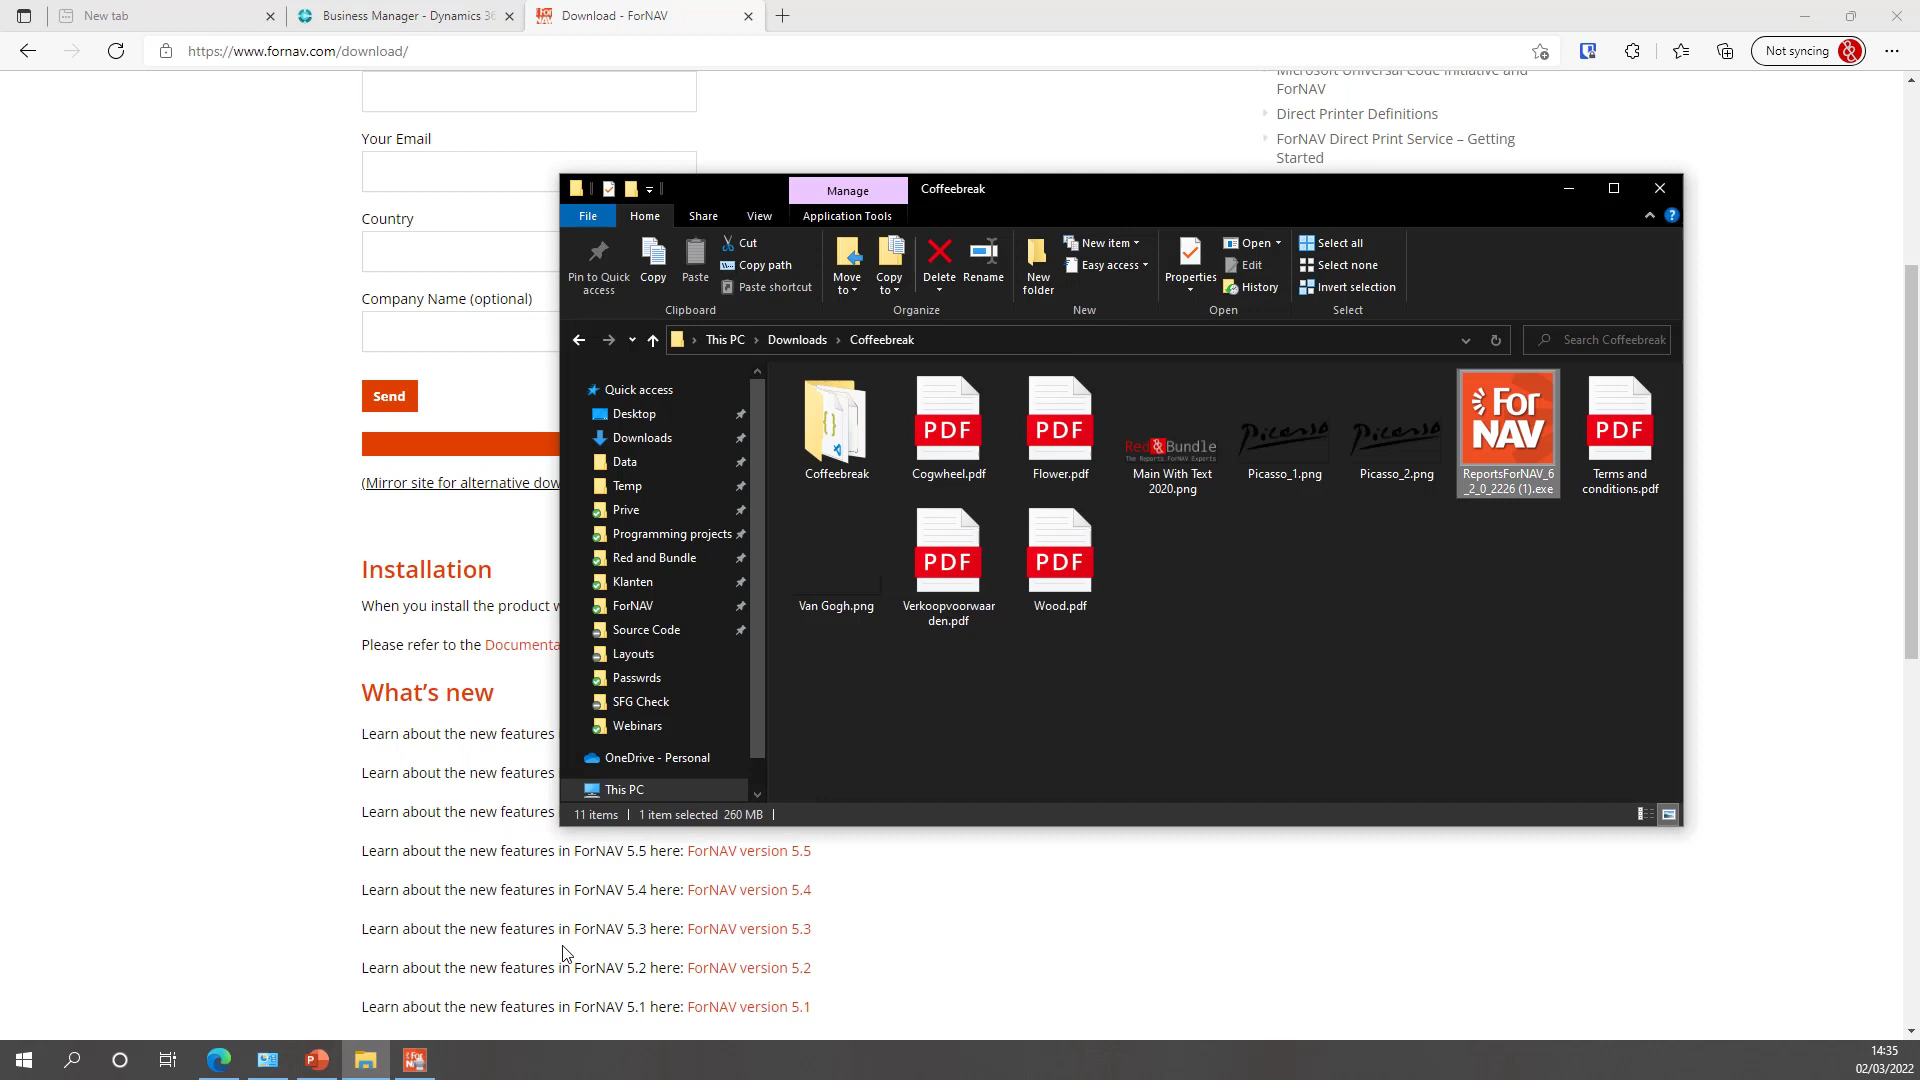 New tab
Business Manager - Dynamics 36
Download - ForNAV
https://www.fornav.com/download/
Not syncing
Your Email
Country
Company Name (optional)
Send
(Mirror site for alternative dow
Installation
When you install the product w
Please refer to the Documenta
What's new
Learn about the new features
Learn about the new features
Learn about the new features
Learn about the new features in ForNAV 5.5 here: ForNAV version 5.5
Learn about the new features in ForNAV 5.4 here: ForNAV version 5.4
Learn about the new features in ForNAV 5.3 here: ForNAV version 5.3
Learn about the new features in ForNAV 5.2 here: ForNAV version 5.2
Learn about the new features in ForNAV 5.1 here: ForNAV version 5.1
Microsoft Universal Code Initiative and
ForNAV
Direct Printer Definitions
ForNAV Direct Print Service – Getting
Started
Manage
Coffeebreak
File
Home
Share
View
Application Tools
Pin to Quick
access
Copy
Paste
Cut
Copy path
Paste shortcut
Clipboard
Move
to
Copy
to
Delete
Rename
Organize
New
folder
New item
Easy access
New
Properties
Open
Edit
History
Open
Select all
Select none
Invert selection
Select
This PC
Downloads
Coffeebreak
Search Coffeebreak
Quick access
Desktop
Downloads
Data
Temp
Prive
Programming projects
Red and Bundle
Klanten
ForNAV
Source Code
Layouts
Passwrds
SFG Check
Webinars
OneDrive - Personal
This PC
Coffeebreak
PDF
Cogwheel.pdf
PDF
Flower.pdf
Red & Bundle
The Reports ForNAV Experts
Main With Text
2020.png
Picasso
Picasso_1.png
Picasso
Picasso_2.png
For
NAV
ReportsForNAV_6
_2_0_2226 (1).exe
PDF
Terms and
conditions.pdf
Van Gogh.png
PDF
Verkoopvoorwaar
den.pdf
PDF
Wood.pdf
11 items
1 item selected 260 MB
14:35
02/03/2022